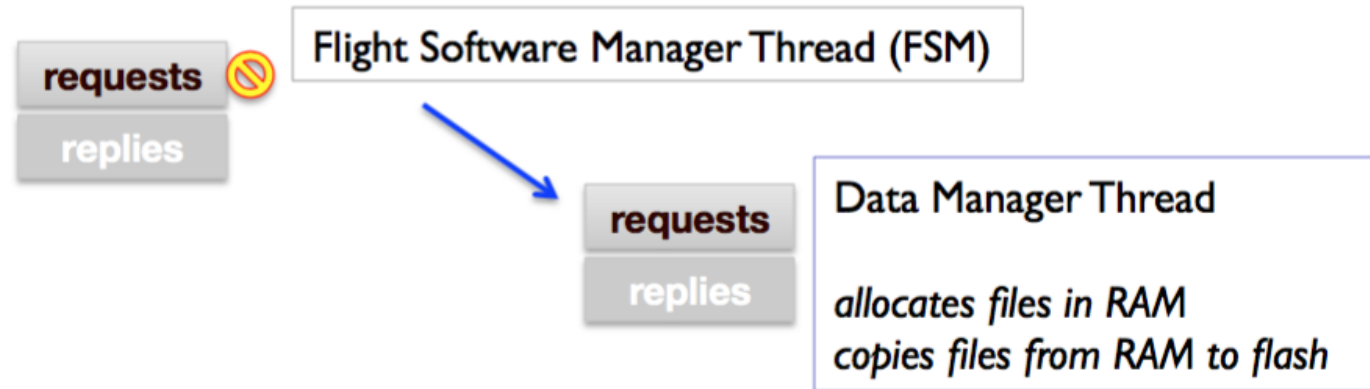 Flight Software Manager Thread (FSM)
requests
replies
requests
replies
Data Manager Thread
allocates files in RAM
copies files from RAM to flash